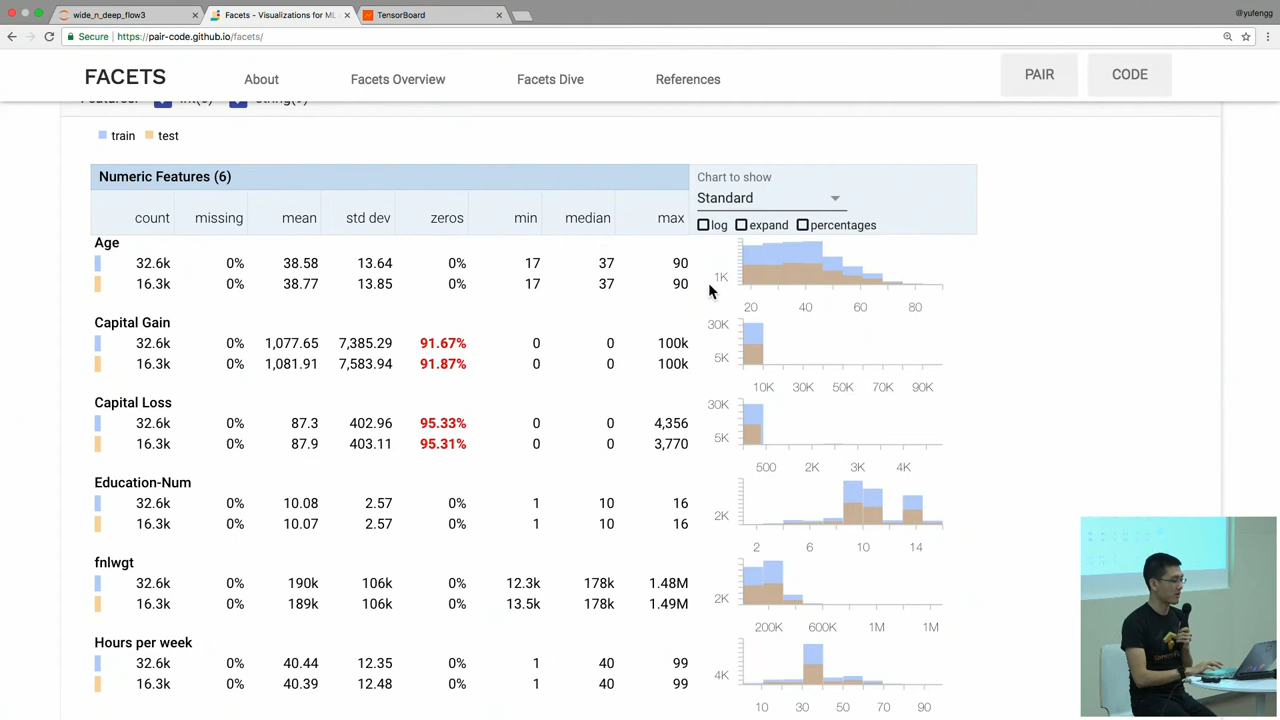 wide_n_deep_flow3 × Facets - Visualizations for ML × TensorBoard × @yufengg
Secure https://pair-code.github.io/facets/
FACETS About Facets Overview Facets Dive References PAIR CODE
train test
Numeric Features (6) Chart to show
Standard
count missing mean std dev zeros min median max
log expand percentages
Age
32.6k 0% 38.58 13.64 0% 17 37 90
16.3k 0% 38.77 13.85 0% 17 37 90
1K
20 40 60 80
Capital Gain
32.6k 0% 1,077.65 7,385.29 91.67% 0 0 100k
16.3k 0% 1,081.91 7,583.94 91.87% 0 0 100k
30K
5K
10K 30K 50K 70K 90K
Capital Loss
32.6k 0% 87.3 402.96 95.33% 0 0 4,356
16.3k 0% 87.9 403.11 95.31% 0 0 3,770
30K
5K
500 2K 3K 4K
Education-Num
32.6k 0% 10.08 2.57 0% 1 10 16
16.3k 0% 10.07 2.57 0% 1 10 16
2K
2 6 10 14
fnlwgt
32.6k 0% 190k 106k 0% 12.3k 178k 1.48M
16.3k 0% 189k 106k 0% 13.5k 178k 1.49M
2K
200K 600K 1M 1M
Hours per week
32.6k 0% 40.44 12.35 0% 1 40 99
16.3k 0% 40.39 12.48 0% 1 40 99
4K
10 30 50 70 90